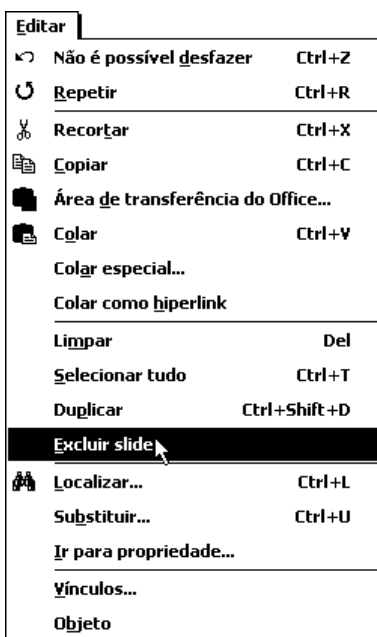 Editar
Não é possível desfazer Ctrl+Z
Repetir Ctrl+R
Recortar Ctrl+X
Copiar Ctrl+C
Área de transferência do Office...
Colar Ctrl+V
Colar especial...
Colar como hiperlink
Limpar Del
Selecionar tudo Ctrl+T
Duplicar Ctrl+Shift+D
Excluir slide
Localizar... Ctrl+L
Substituir... Ctrl+U
Ir para propriedade...
Vínculos...
Objeto